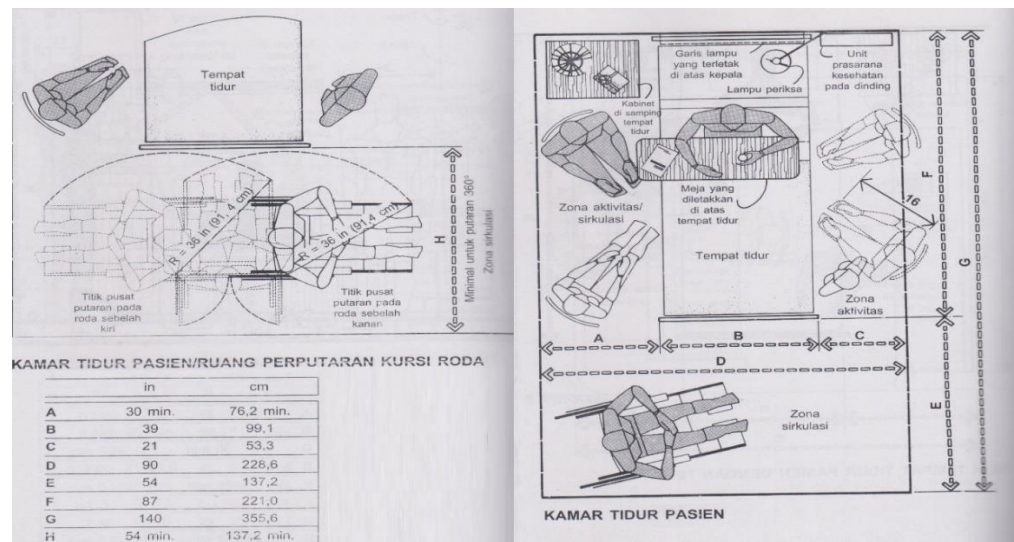 Tempat
tidur
R = 36 in (91,4 cm)
R = 36 in (91,4 cm)
H
Minimal untuk putaran 360°
Zona sirkulasi
Titik pusat
putaran pada
roda sebelah
kiri
Titik pusat
putaran pada
roda sebelah
kanan
KAMAR TIDUR PASIEN/RUANG PERPUTARAN KURSI RODA
in cm
A 30 min. 76,2 min.
B 39 99,1
C 21 53,3
D 90 228,6
E 54 137,2
F 87 221,0
G 140 355,6
H 54 min. 137,2 min.
Garis lampu
yang terletak
di atas kepala
Lampu periksa
Unit
prasarana
kesehatan
pada dinding
Kabinet
di samping
tempat
tidur
Meja yang
diletakkan
di atas
tempat tidur
Zona aktivitas/
sirkulasi
16
F
G
Tempat tidur
Zona
aktivitas
A
B
C
D
E
Zona
sirkulasi
KAMAR TIDUR PASIEN